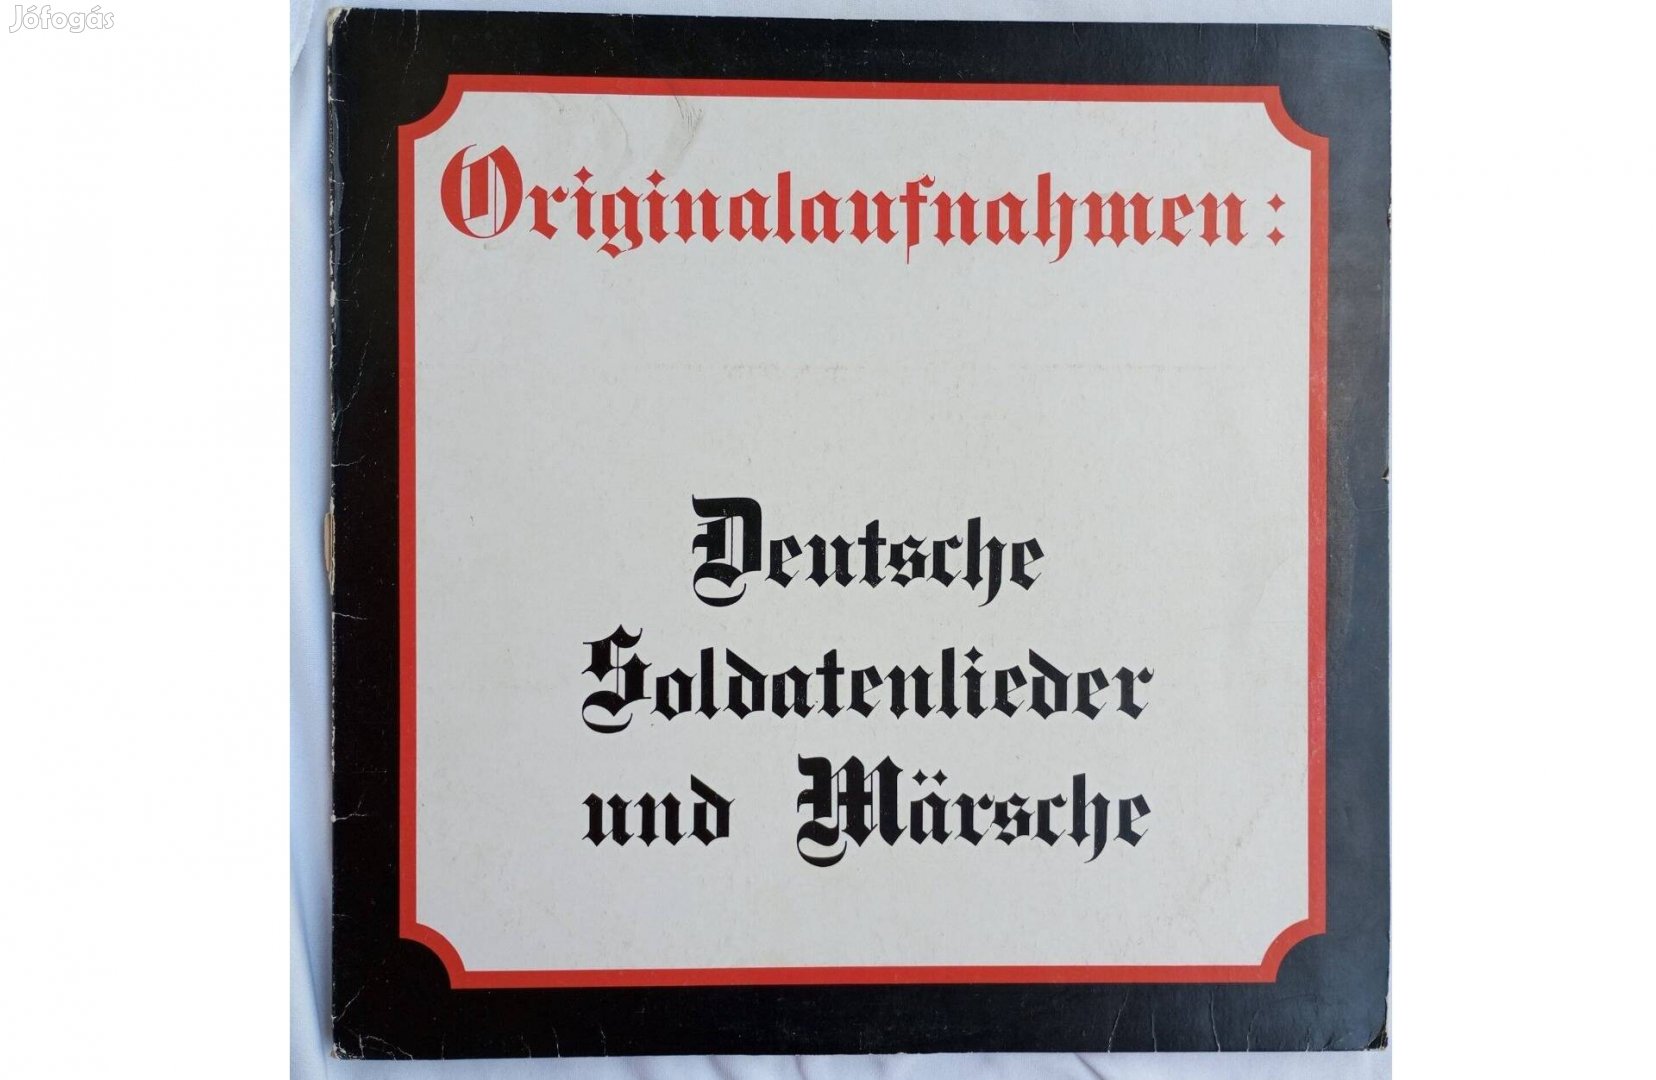 Jófogás
Originalaufnahmen:
Deutsche
Soldatenlieder
und Märsche